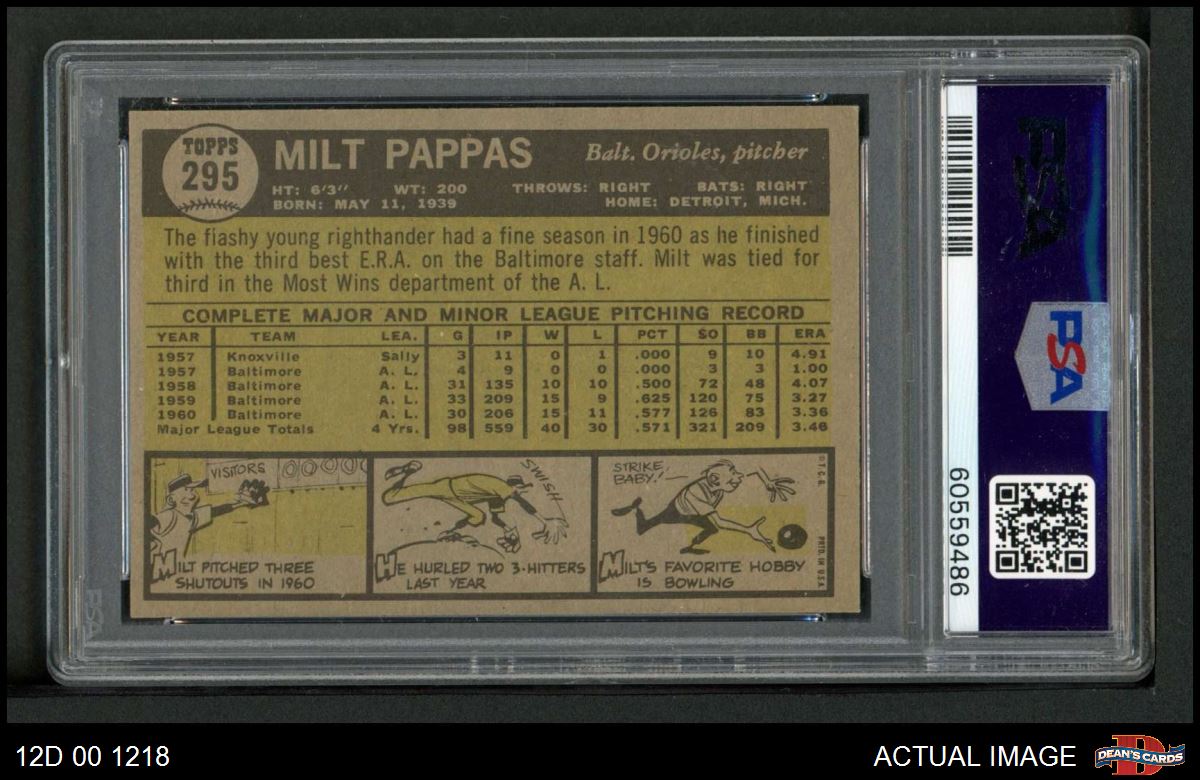 TOPPS
295
MILT PAPPAS
Balt. Orioles, pitcher
HT: 6'3" WT: 200 THROWS: RIGHT BATS: RIGHT
BORN: MAY 11, 1939 HOME: DETROIT, MICH.
The flashy young righthander had a fine season in 1960 as he finished
with the third best E.R.A. on the Baltimore staff. Milt was tied for
third in the Most Wins department of the A. L.
COMPLETE MAJOR AND MINOR LEAGUE PITCHING RECORD
YEAR TEAM LEA. G IP W L PCT SO BB ERA
1957 Knoxville Sally 3 11 0 1 .000 9 10 4.91
1957 Baltimore A. L. 4 9 0 0 .000 3 3 1.00
1958 Baltimore A. L. 31 135 10 10 .500 72 48 4.07
1959 Baltimore A. L. 33 209 15 9 .625 120 75 3.27
1960 Baltimore A. L. 30 206 15 11 .577 126 83 3.36
Major League Totals 4 Yrs. 98 559 40 30 .571 321 209 3.46
VISITORS 0000
MILT PITCHED THREE
SHUTOUTS IN 1960
SWISH
HE HURLED TWO 3-HITTERS
LAST YEAR
STRIKE,
BABY!
MILT'S FAVORITE HOBBY
IS BOWLING
©T.C.G. PRTD. IN U.S.A.
PSA
PSA
60559486
PSA
12D 00 1218
ACTUAL IMAGE
D
DEAN'S CARDS